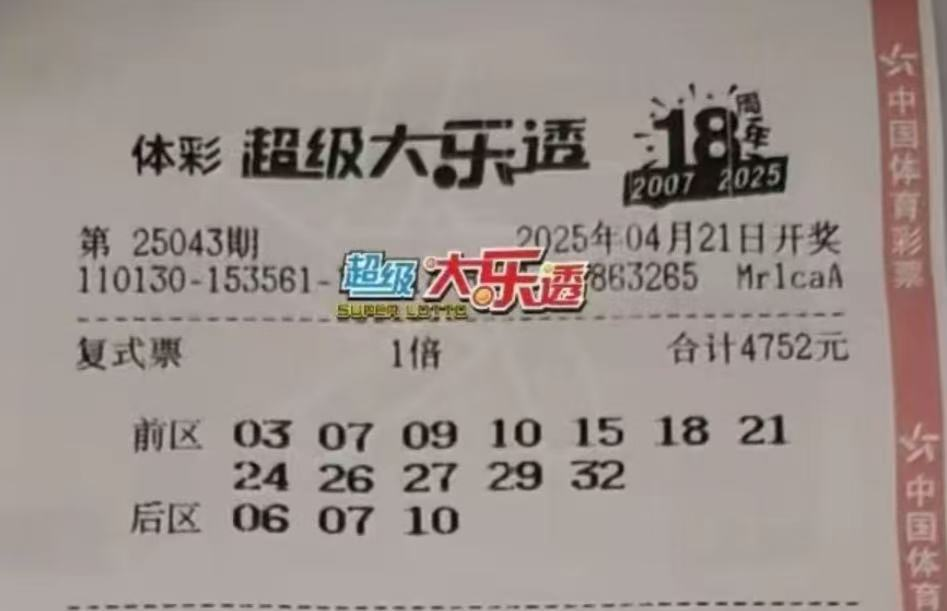 体彩 超级大乐透 18周年
2007 2025
第 25043期 2025年04月21日开奖
110130-153561- 863265 Mr1caA
超级大乐透
SUPER LOTTO
复式票 1倍 合计4752元
前区 03 07 09 10 15 18 21
24 26 27 29 32
后区 06 07 10
中国体育彩票
中国体育